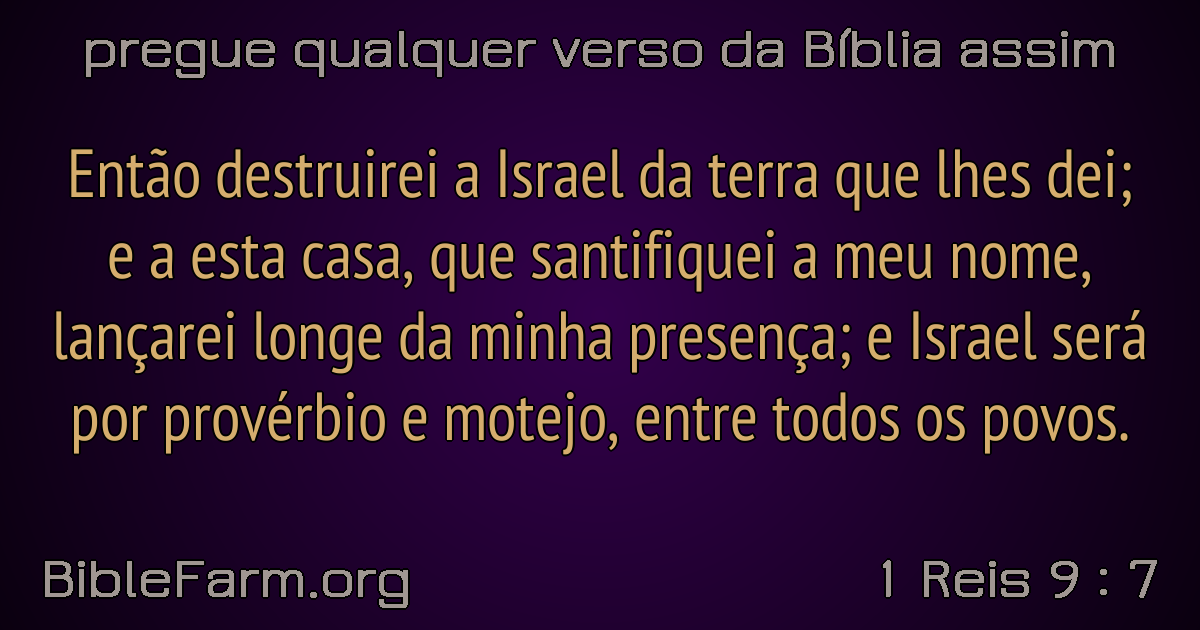 pregue qualquer verso da Bíblia assim
Então destruirei a Israel da terra que lhes dei;
e a esta casa, que santifiquei a meu nome,
lançarei longe da minha presença; e Israel será
por provérbio e motejo, entre todos os povos.
BibleFarm.org
1 Reis 9 : 7